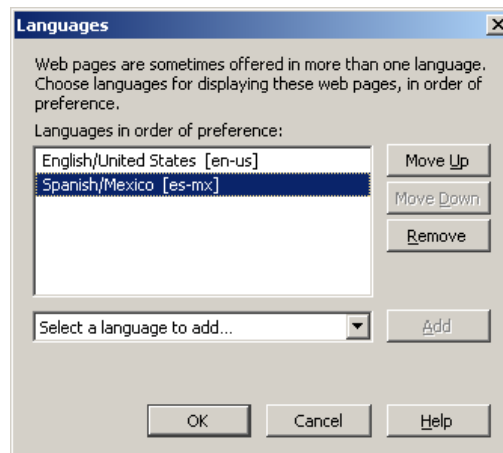 Languages
Web pages are sometimes offered in more than one language.
Choose languages for displaying these web pages, in order of
preference.
Languages in order of preference:
English/United States [en-us]
Spanish/Mexico [es-mx]
Move Up
Move Down
Remove
Select a language to add...
Add
OK
Cancel
Help